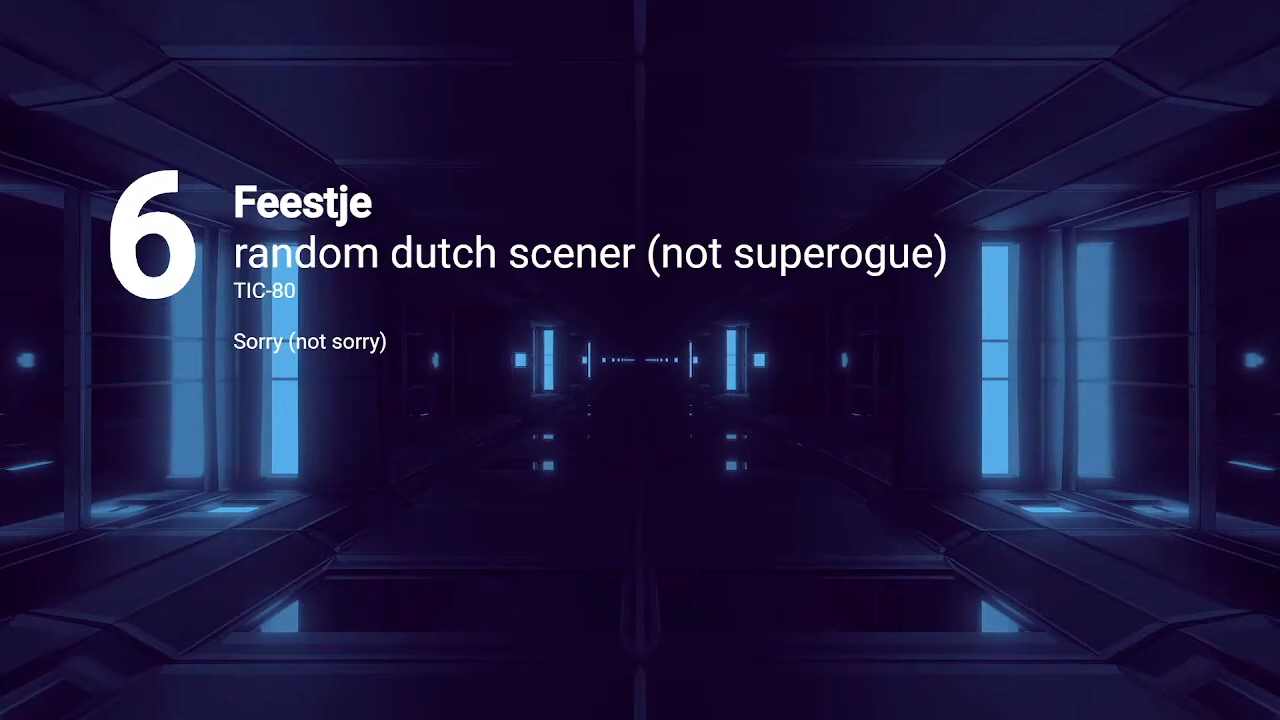 6
Feestje
random dutch scener (not superogue)
TIC-80
Sorry (not sorry)